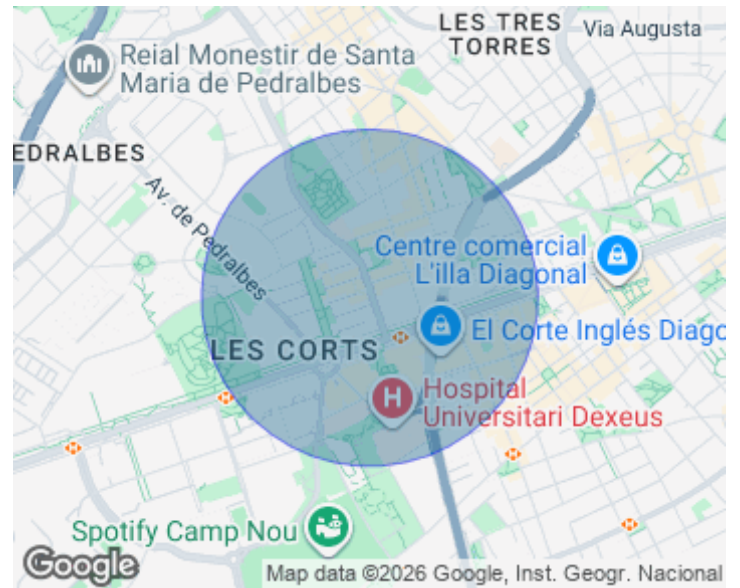 LES TRES
TORRES
Via Augusta
Reial Monestir de Santa
Maria de Pedralbes
EDRALBES
Av. de Pedralbes
Centre comercial
L'illa Diagonal
El Corte Inglés Diago
LES CORTS
H
Hospital
Universitari Dexeus
Spotify Camp Nou
Google
Map data ©2026 Google, Inst. Geogr. Nacional